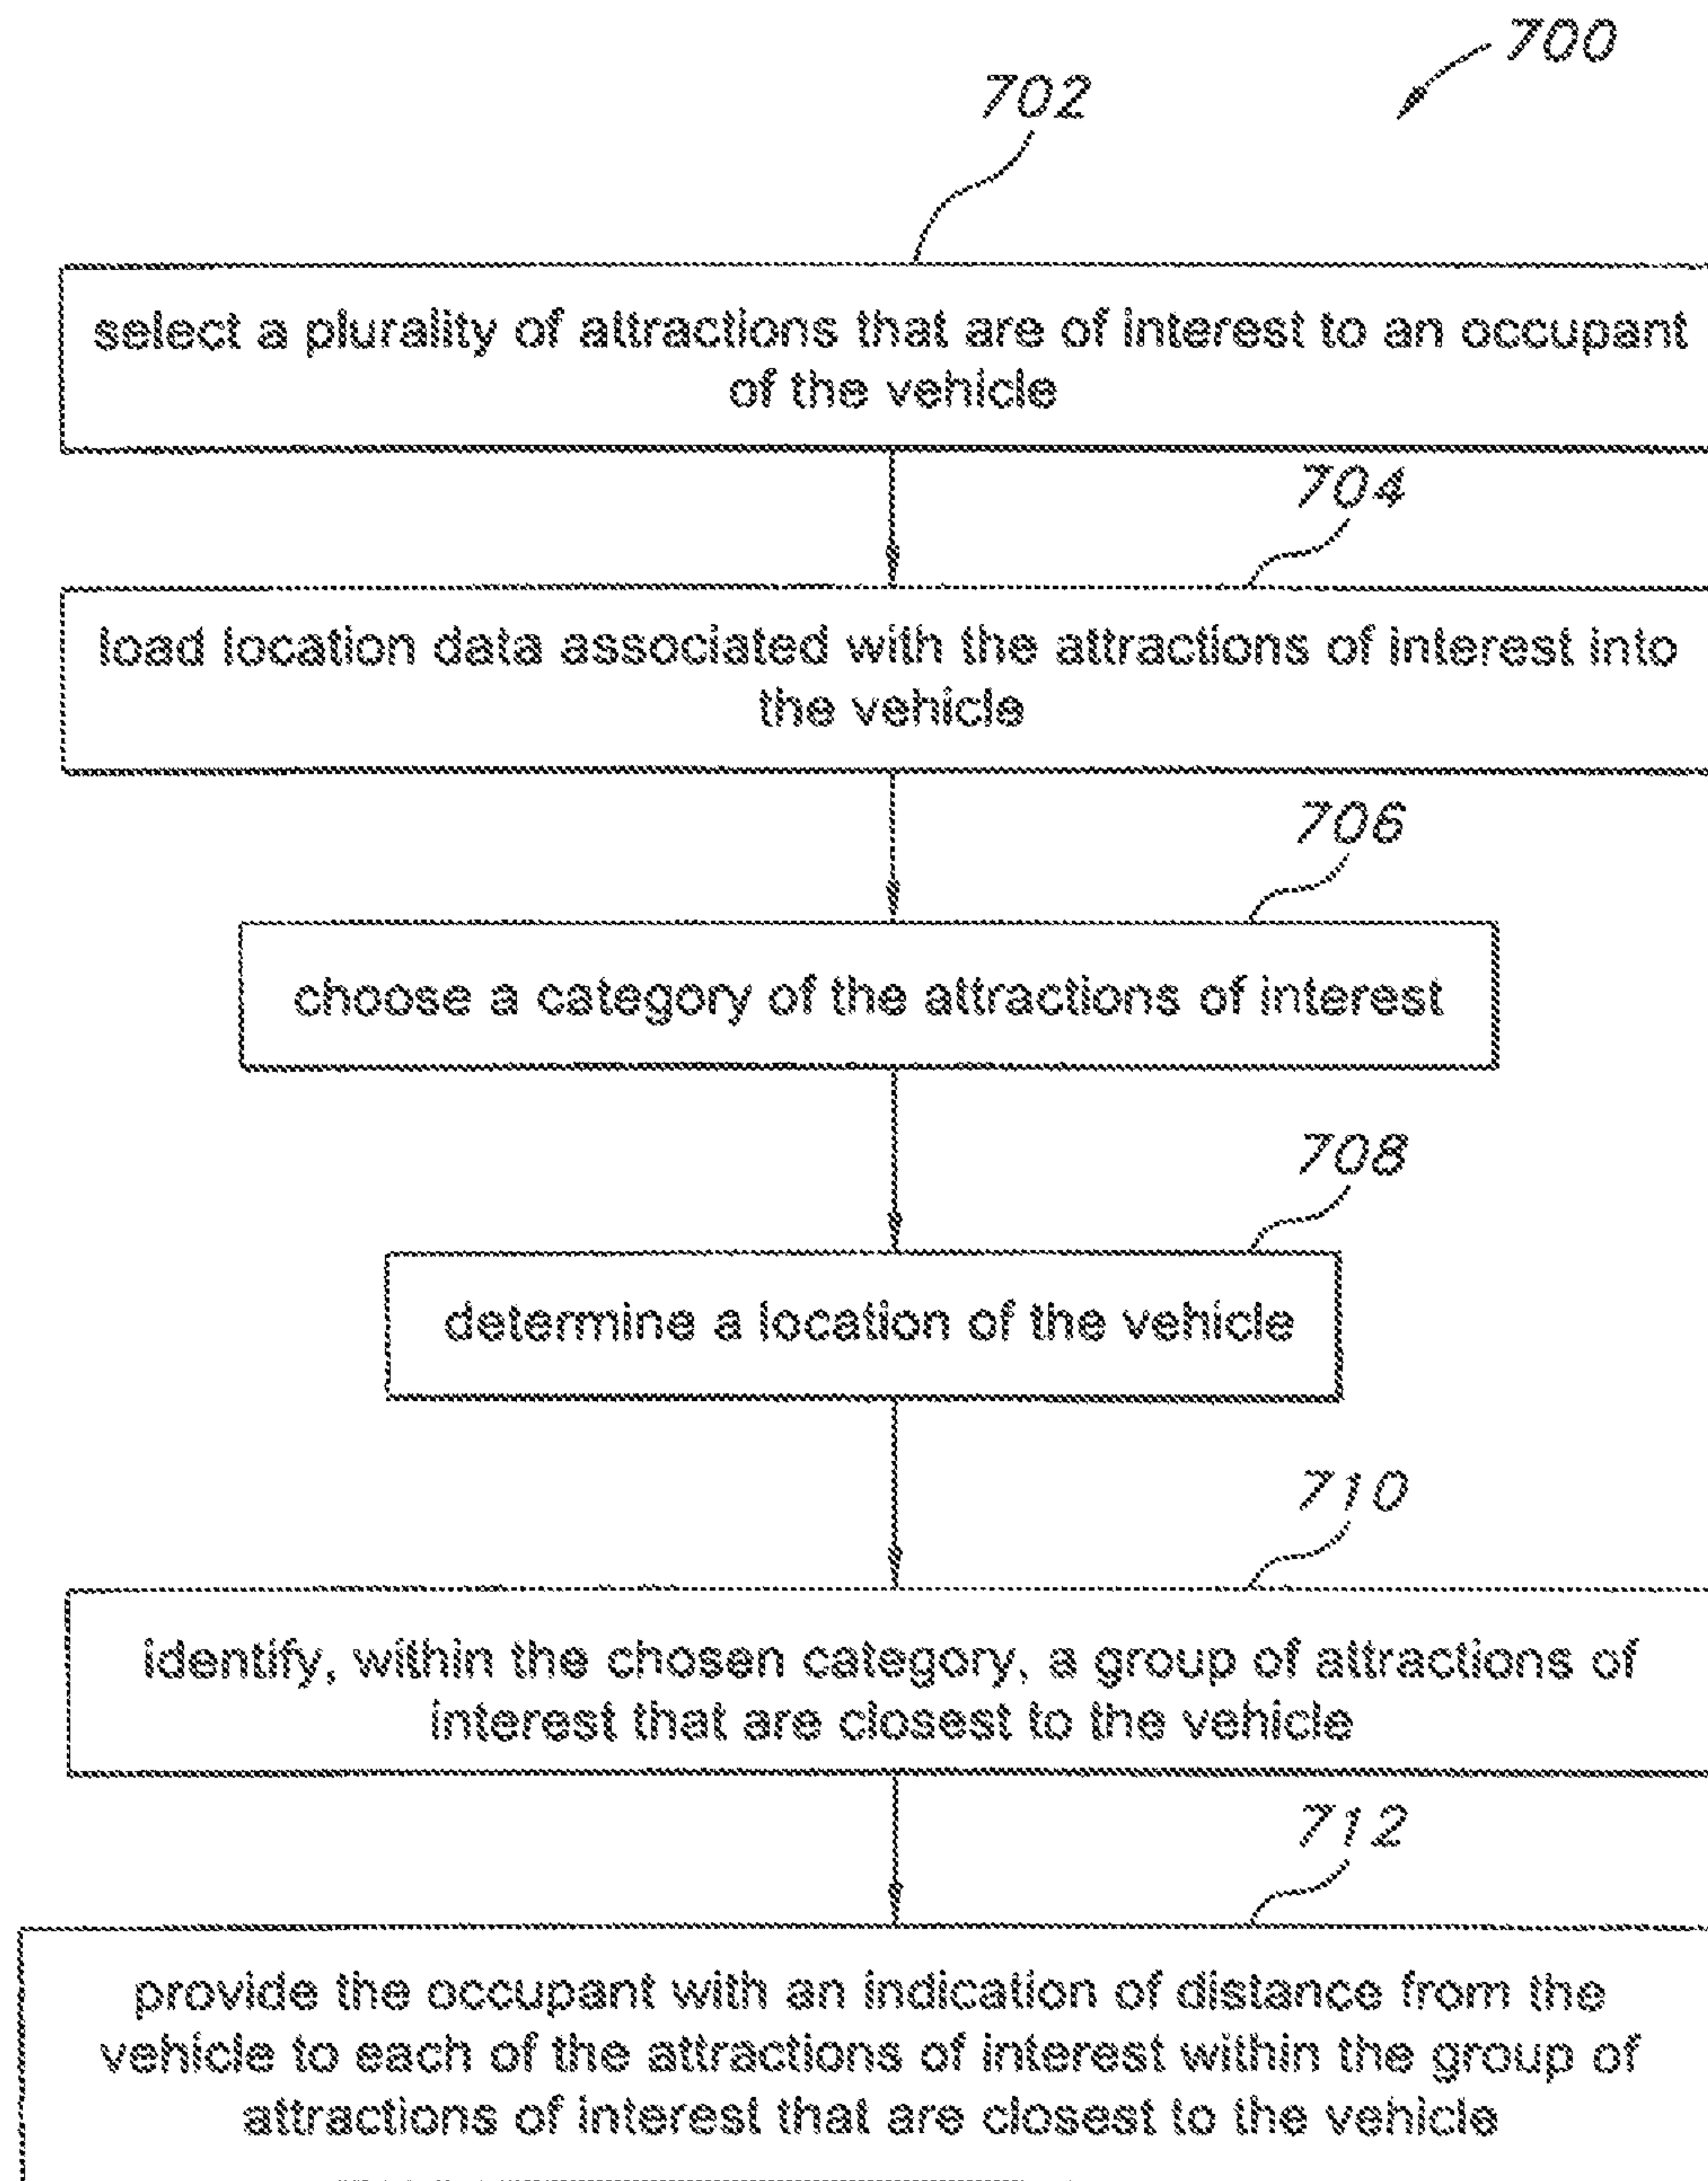 700
702
select a plurality of attractions that are of interest to an occupant
of the vehicle
704
load location data associated with the attractions of interest into
the vehicle
706
choose a category of the attractions of interest
708
determine a location of the vehicle
710
identify, within the chosen category, a group of attractions of
interest that are closest to the vehicle
712
provide the occupant with an indication of distance from the
vehicle to each of the attractions of interest within the group of
attractions of interest that are closest to the vehicle